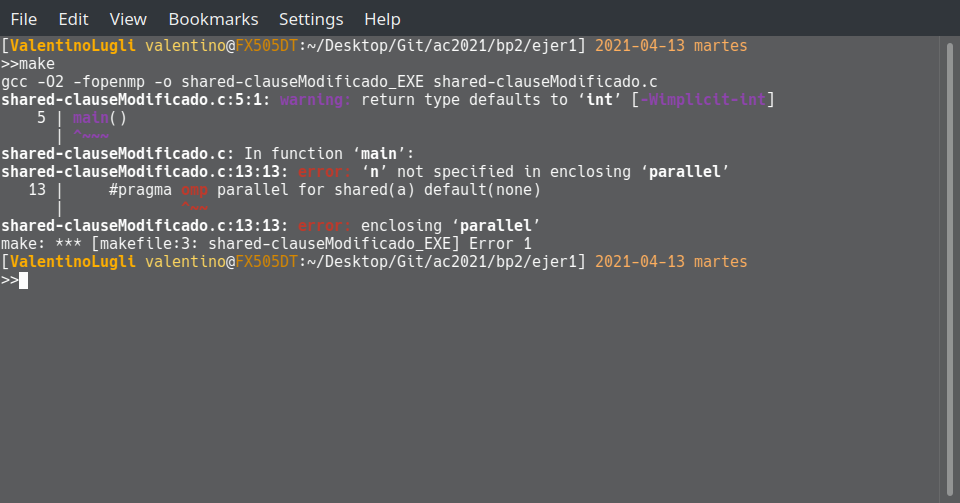 File Edit View Bookmarks Settings Help
[ValentinoLugli valentino@FX505DT:~/Desktop/Git/ac2021/bp2/ejer1] 2021-04-13 martes
>>make
gcc -O2 -fopenmp -o shared-clauseModificado_EXE shared-clauseModificado.c
shared-clauseModificado.c:5:1: warning: return type defaults to ‘int’ [-Wimplicit-int]
    5 | main()
      | ^~~~
shared-clauseModificado.c: In function ‘main’:
shared-clauseModificado.c:13:13: error: ‘n’ not specified in enclosing ‘parallel’
   13 |     #pragma omp parallel for shared(a) default(none)
      |             ^~~
shared-clauseModificado.c:13:13: error: enclosing ‘parallel’
make: *** [makefile:3: shared-clauseModificado_EXE] Error 1
[ValentinoLugli valentino@FX505DT:~/Desktop/Git/ac2021/bp2/ejer1] 2021-04-13 martes
>>